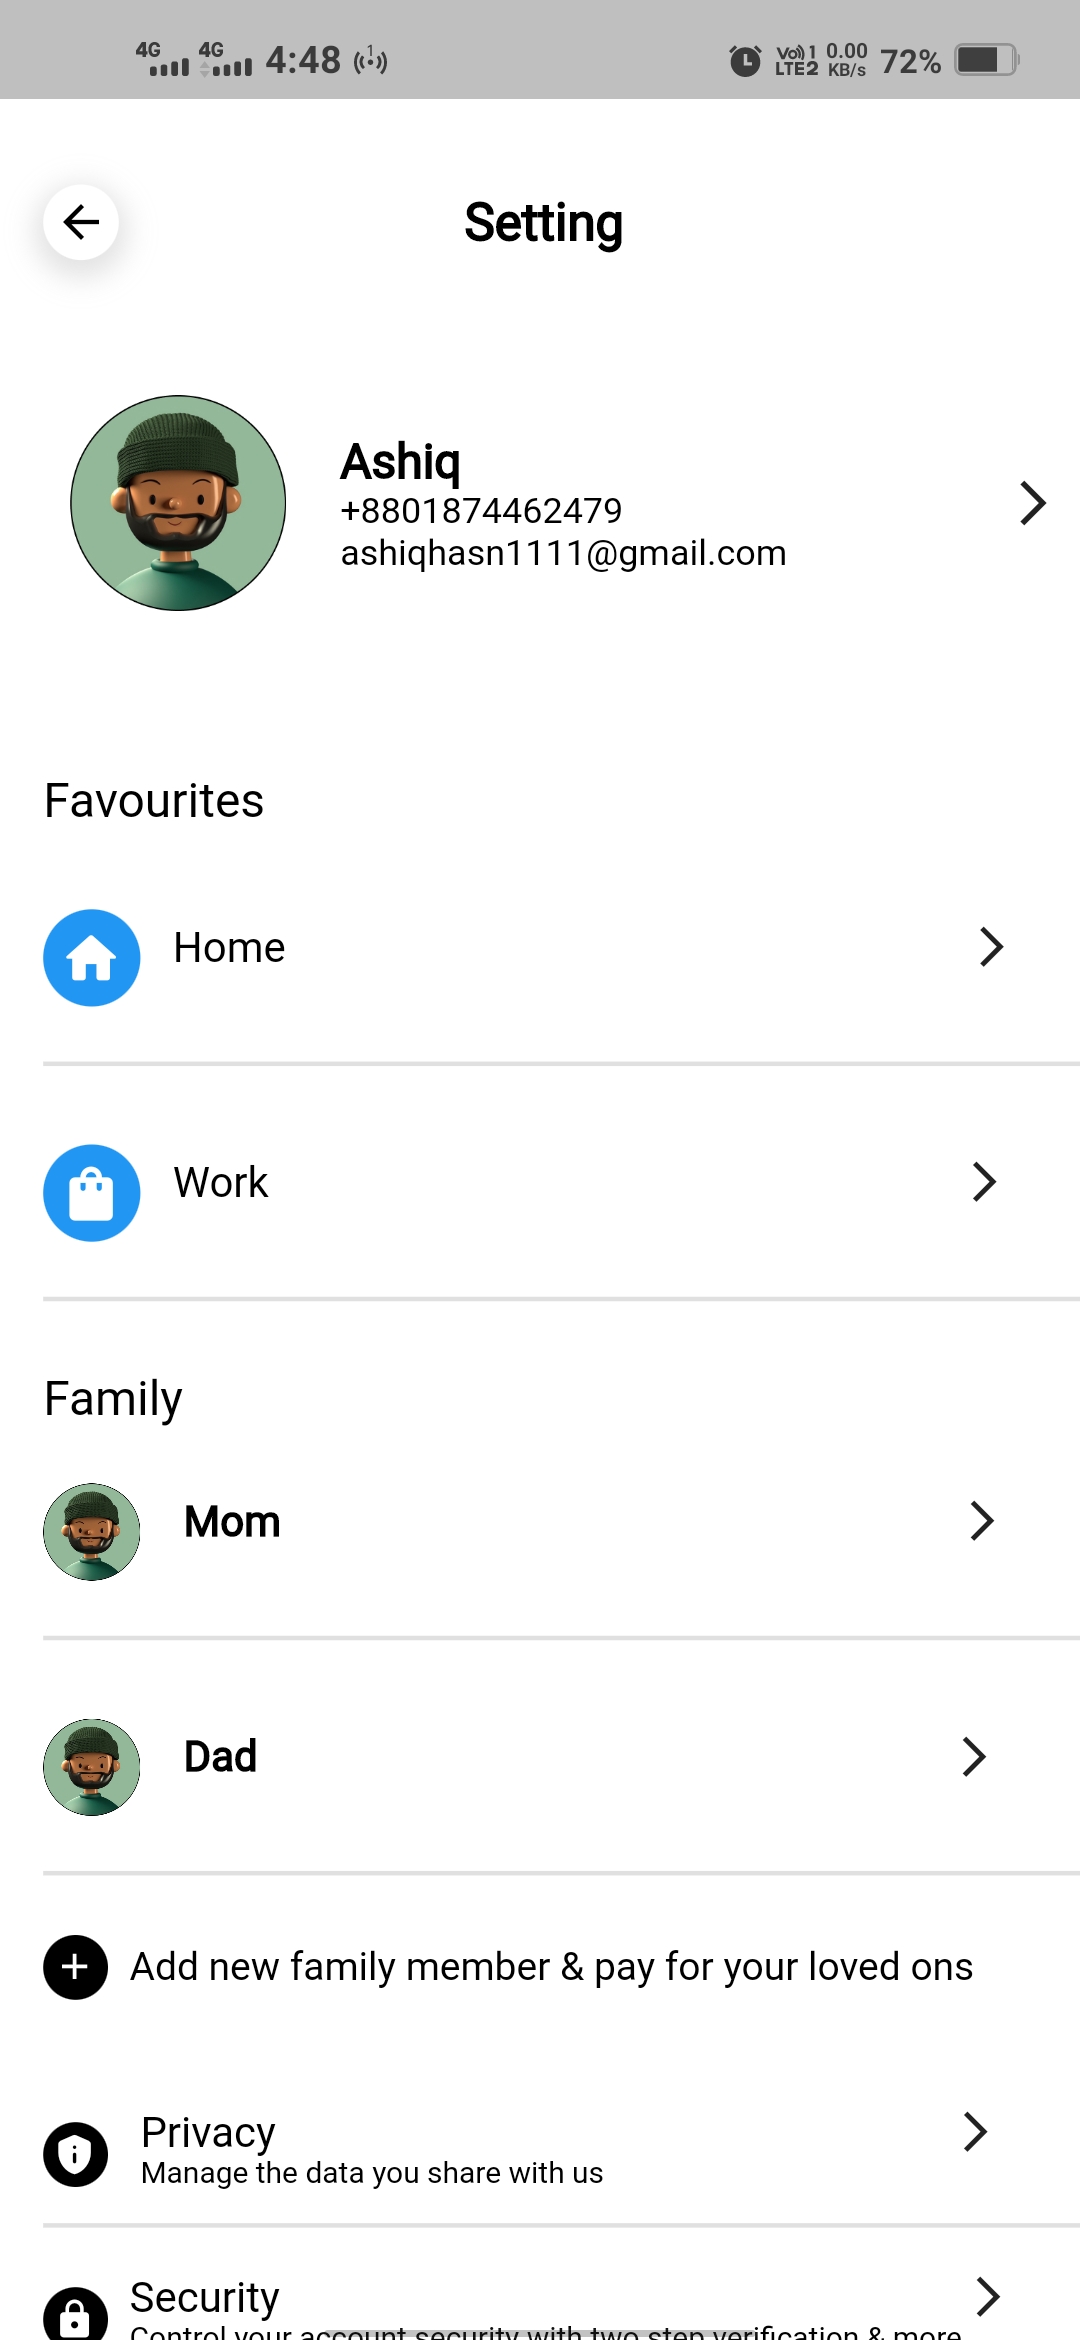 4G 4G 4:48 1 Vo) 1 LTE2 0.00 KB/s 72%
Setting
Ashiq
+8801874462479
ashiqhasn1111@gmail.com
Favourites
Home
Work
Family
Mom
Dad
Add new family member & pay for your loved ons
Privacy
Manage the data you share with us
Security
Control your account security with two step verification & more